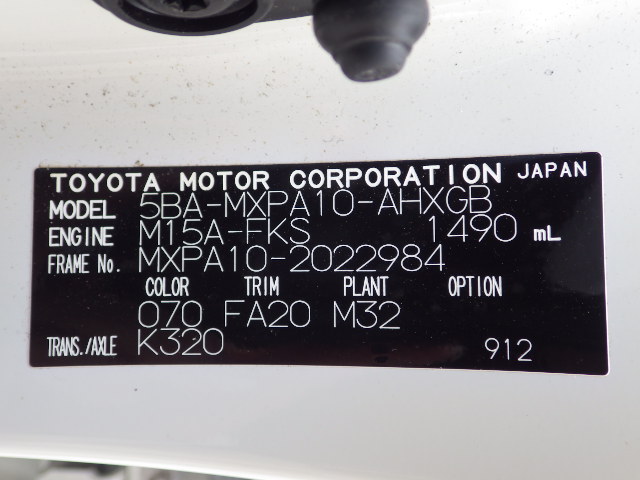 TOYOTA MOTOR CORPORATION JAPAN
MODEL 5BA-MXPA10-AHXGB
ENGINE M15A-FKS 1490 mL
FRAME No. MXPA10-2022984
COLOR TRIM PLANT OPTION
070 FA20 M32
TRANS./AXLE K320 912